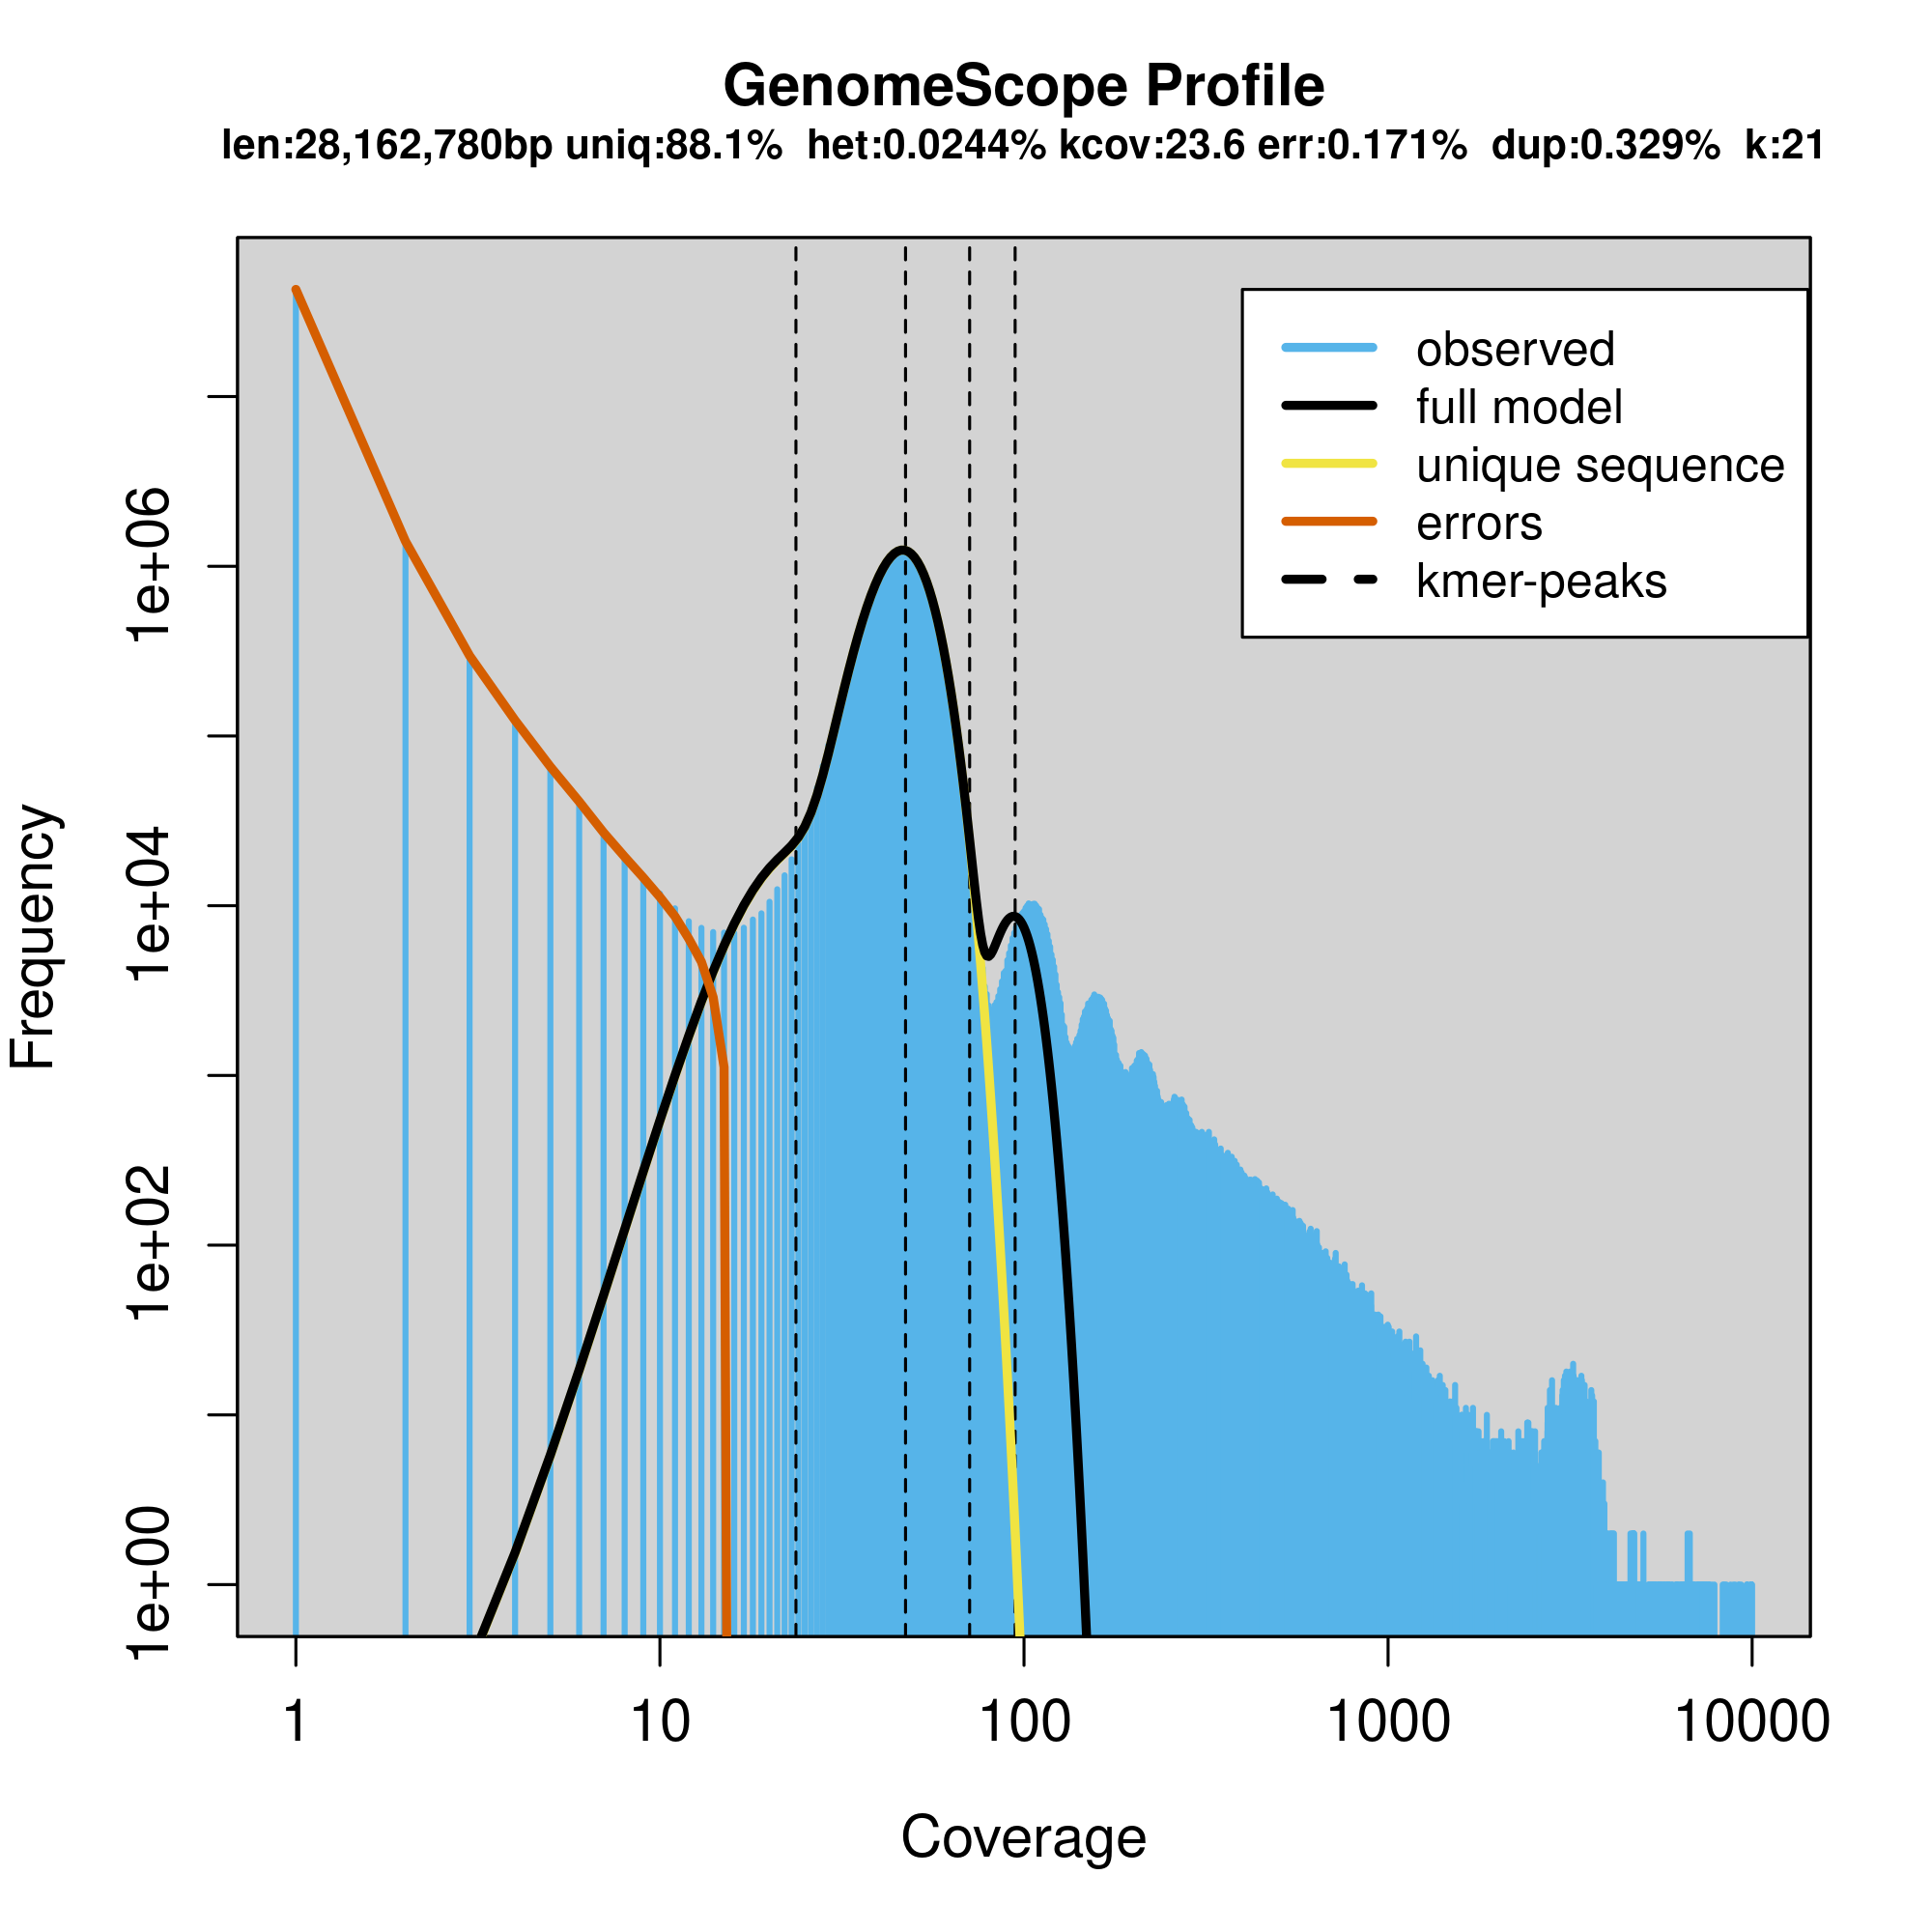 GenomeScope Profile
len:28,162,780bp uniq:88.1% het:0.0244% kcov:23.6 err:0.171% dup:0.329% k:21
observed
full model
unique sequence
errors
kmer-peaks
Frequency
1e+06
1e+04
1e+02
1e+00
1 10 100 1000 10000
Coverage